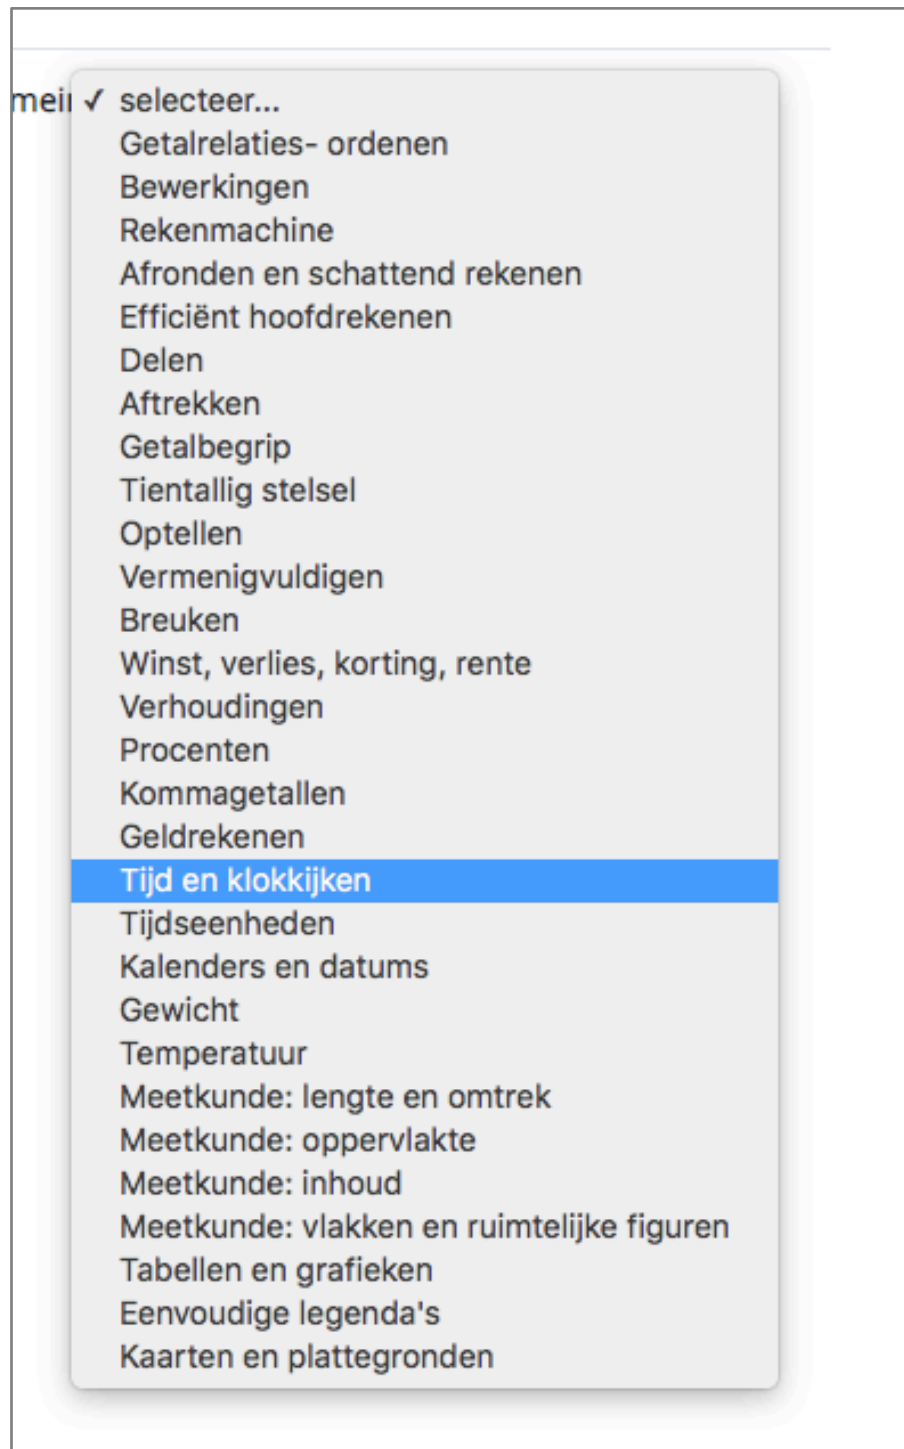 mei ✓ selecteer...
Getalrelaties- ordenen
Bewerkingen
Rekenmachine
Afronden en schattend rekenen
Efficiënt hoofdrekenen
Delen
Aftrekken
Getalbegrip
Tientallig stelsel
Optellen
Vermenigvuldigen
Breuken
Winst, verlies, korting, rente
Verhoudingen
Procenten
Kommagetallen
Geldrekenen
Tijd en klokkijken
Tijdseenheden
Kalenders en datums
Gewicht
Temperatuur
Meetkunde: lengte en omtrek
Meetkunde: oppervlakte
Meetkunde: inhoud
Meetkunde: vlakken en ruimtelijke figuren
Tabellen en grafieken
Eenvoudige legenda's
Kaarten en plattegronden